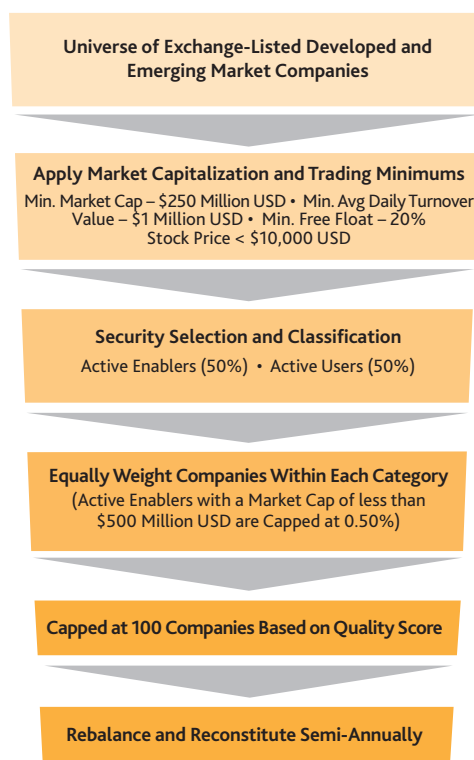 Universe of Exchange-Listed Developed and
Emerging Market Companies
Apply Market Capitalization and Trading Minimums
Min. Market Cap – $250 Million USD • Min. Avg Daily Turnover
Value – $1 Million USD • Min. Free Float – 20%
Stock Price < $10,000 USD
Security Selection and Classification
Active Enablers (50%) • Active Users (50%)
Equally Weight Companies Within Each Category
(Active Enablers with a Market Cap of less than
$500 Million USD are Capped at 0.50%)
Capped at 100 Companies Based on Quality Score
Rebalance and Reconstitute Semi-Annually